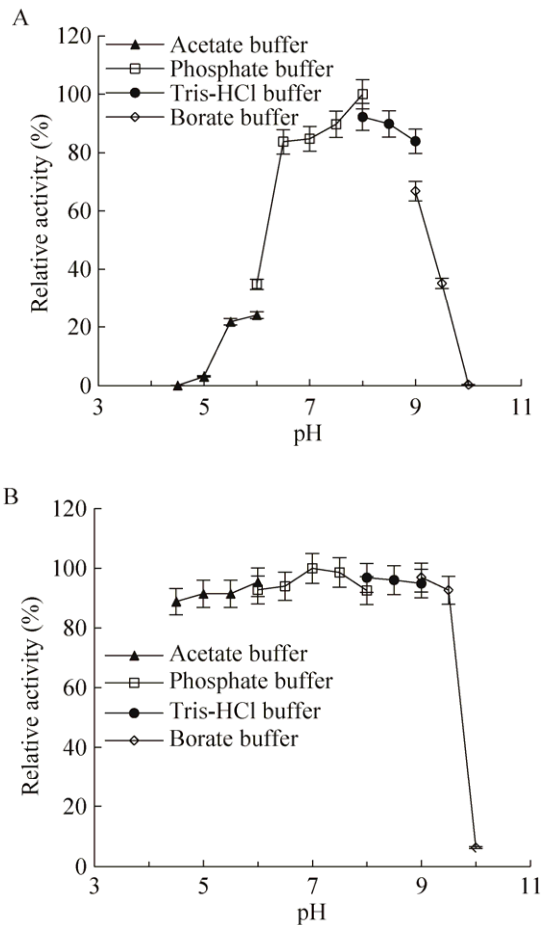 A
120
100
80
60
40
20
0
Relative activity (%)
Acetate buffer
Phosphate buffer
Tris-HCl buffer
Borate buffer
3 5 7 9 11
pH
B
120
100
80
60
40
20
0
Relative activity (%)
Acetate buffer
Phosphate buffer
Tris-HCl buffer
Borate buffer
3 5 7 9 11
pH